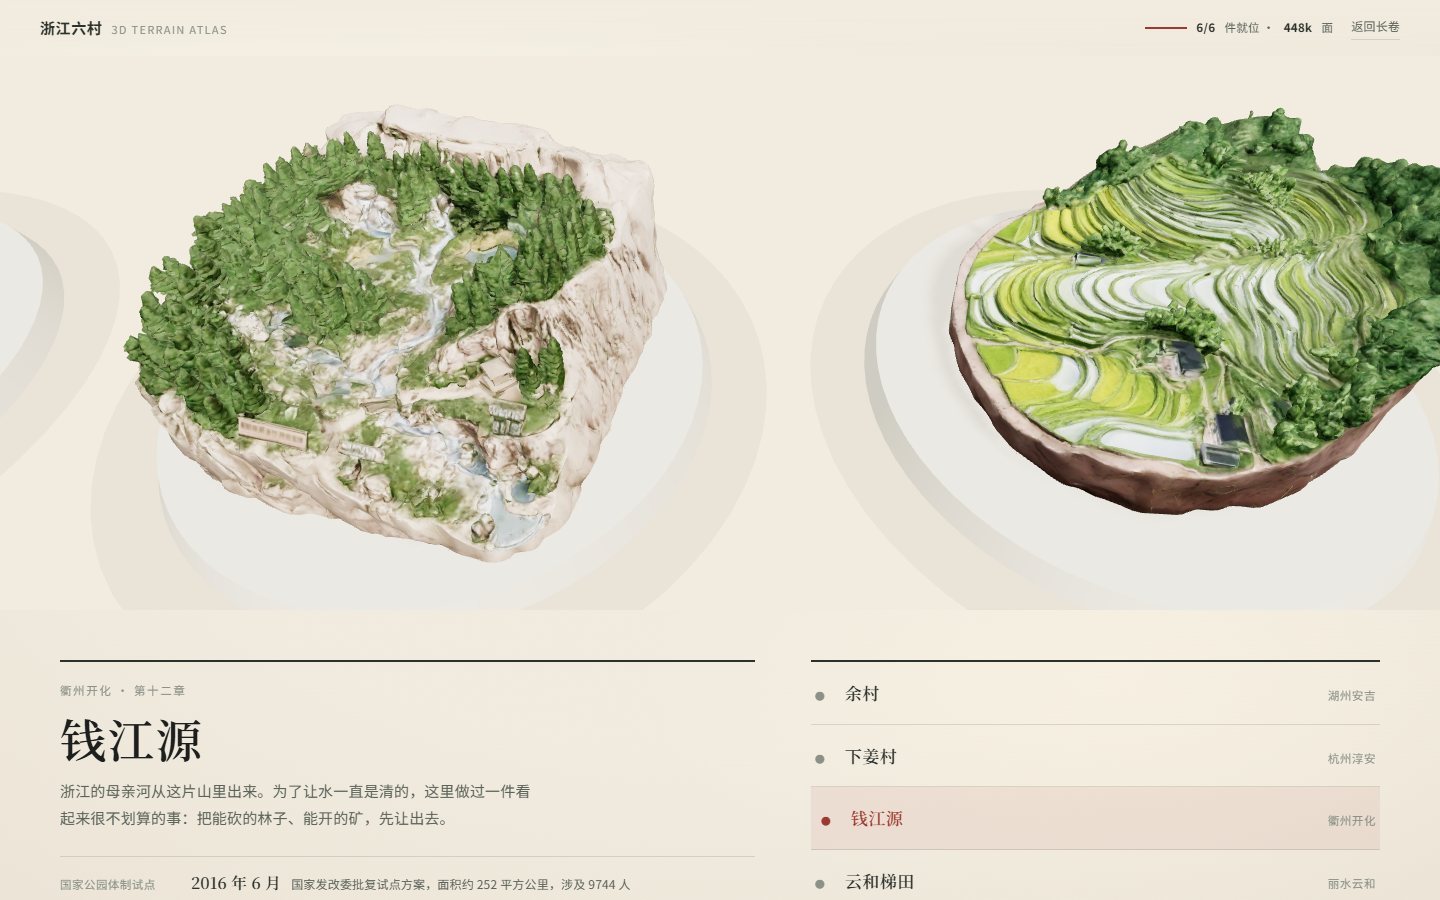 浙江六村 3D TERRAIN ATLAS
6/6 件就位 · 448k 面 返回长卷
衢州开化 · 第十二章
钱江源
浙江的母亲河从这片山里出来。为了让水一直是清的，这里做过一件看
起来很不划算的事：把能砍的林子、能开的矿，先让出去。
国家公园体制试点 2016 年 6 月 国家发改委批复试点方案，面积约 252 平方公里，涉及 9744 人
余村 湖州安吉
下姜村 杭州淳安
钱江源 衢州开化
云和梯田 丽水云和